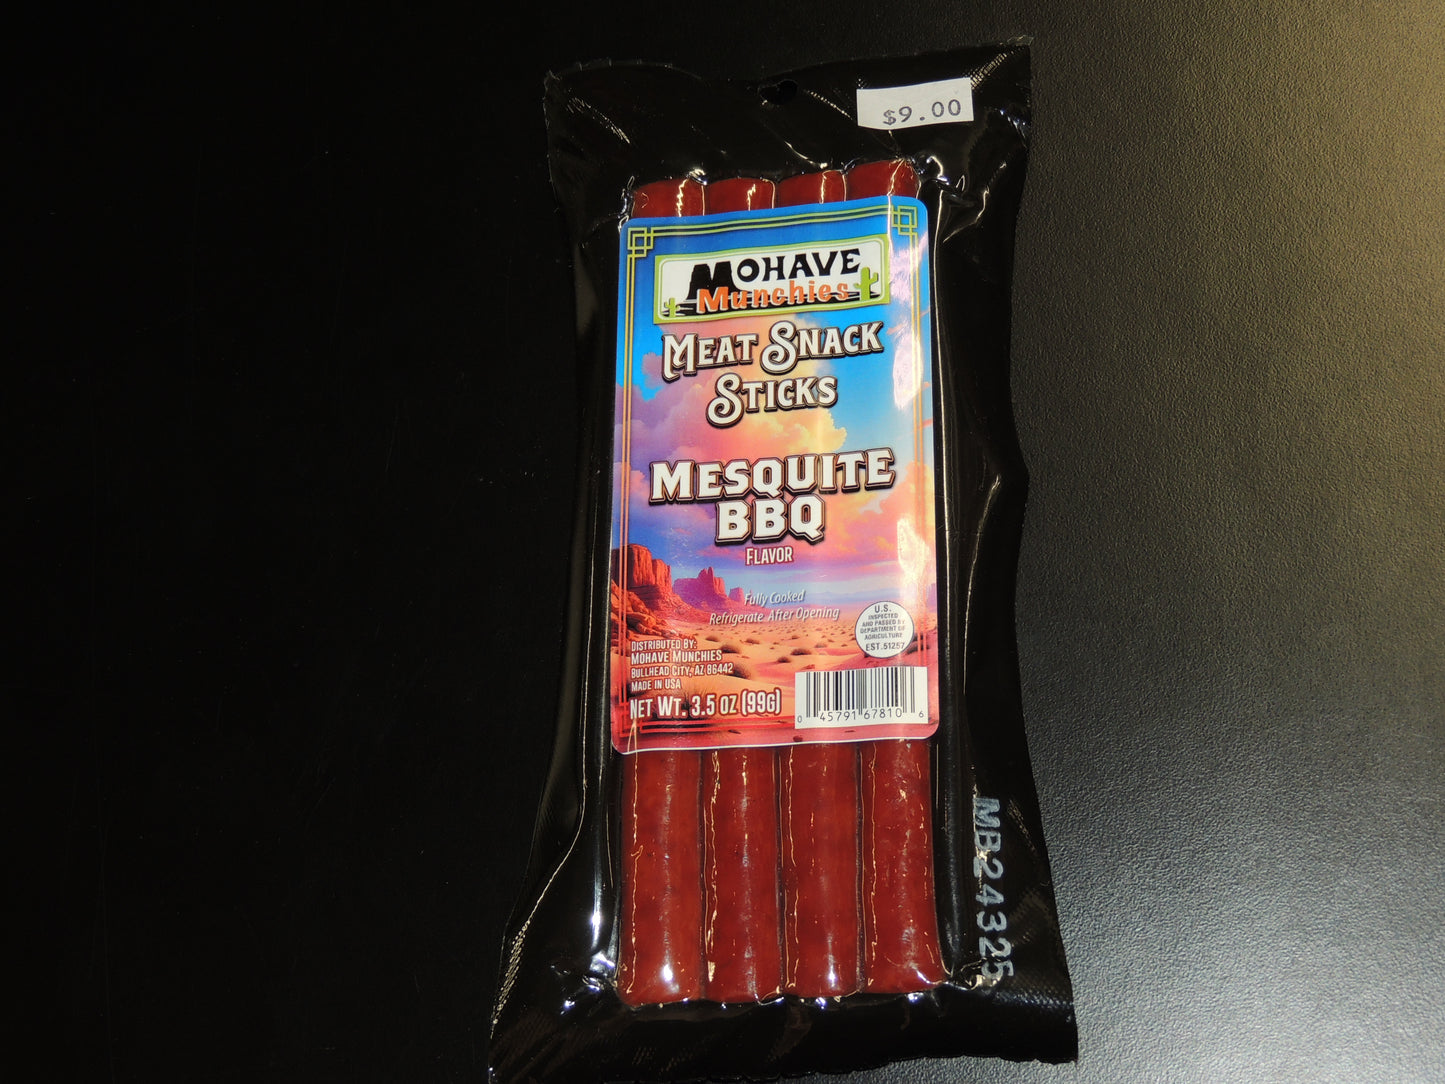 $9.00
MOHAVE
Munchies
MEAT SNACK
STICKS
MESQUITE
BBQ
FLAVOR
Fully Cooked
Refrigerate After Opening
U.S.
INSPECTED
AND PASSED BY
DEPARTMENT OF
AGRICULTURE
EST.51257
DISTRIBUTED BY:
MOHAVE MUNCHIES
BULLHEAD CITY, AZ 86442
MADE IN USA
NET WT. 3.5 OZ (99G)
0 45791 67810 6
MB24325